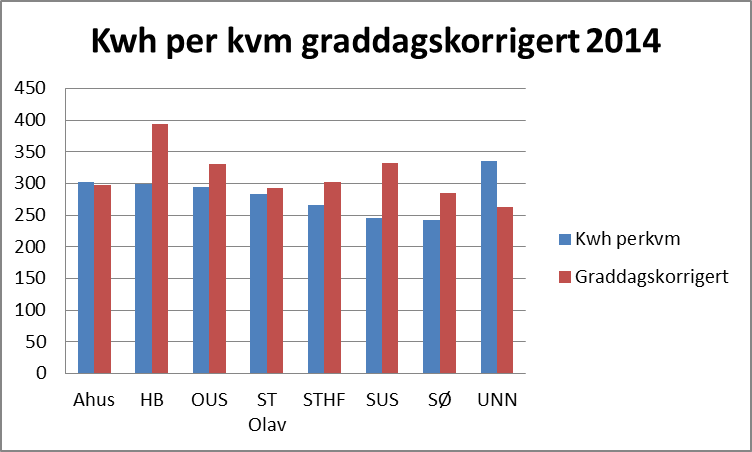 Kwh per kvm graddagskorrigert 2014
450
400
350
300
250
200
150
100
50
0
Ahus HB OUS ST Olav STHF SUS SØ UNN
Kwh perkvm
Graddagskorrigert